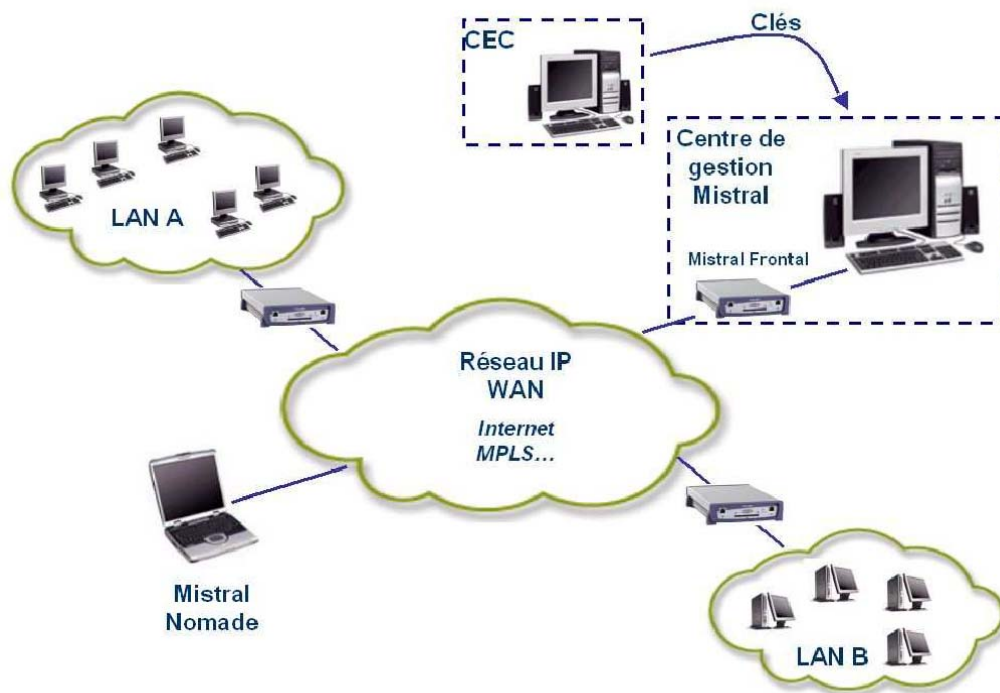 CEC
Clés
Centre de
gestion
Mistral
Mistral Frontal
LAN A
Réseau IP
WAN
Internet
MPLS...
Mistral
Nomade
LAN B